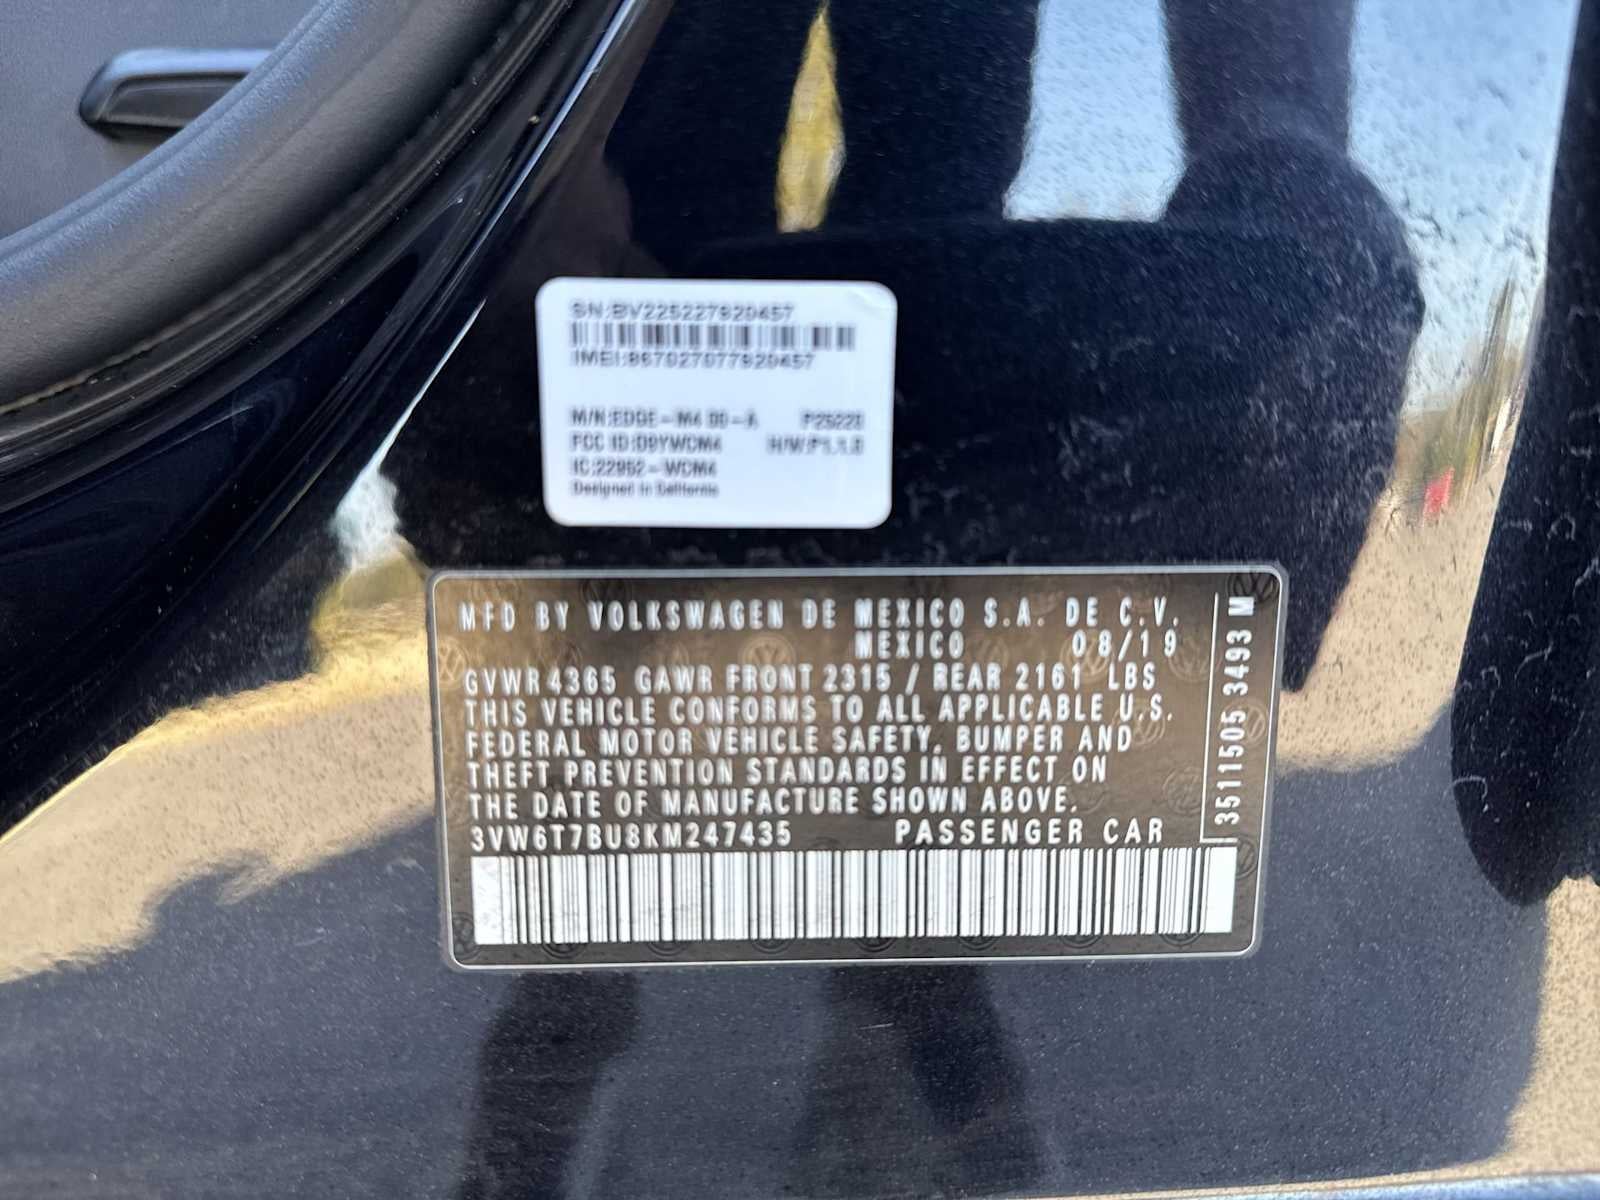 SN:BV225227820457
IMEI:867027077820457
M/N:EDGE-M4 00-A P25220
FCC ID:D9YWCM4 H/W:P1.1.0
IC:22952-WCM4
Designed in California
MFD BY VOLKSWAGEN DE MEXICO S.A. DE C.V.
MEXICO 08/19
GVWR 4365 GAWR FRONT 2315 / REAR 2161 LBS
THIS VEHICLE CONFORMS TO ALL APPLICABLE U.S.
FEDERAL MOTOR VEHICLE SAFETY, BUMPER AND
THEFT PREVENTION STANDARDS IN EFFECT ON
THE DATE OF MANUFACTURE SHOWN ABOVE.
3VW6T7BU8KM247435 PASSENGER CAR
3511505 3493 M